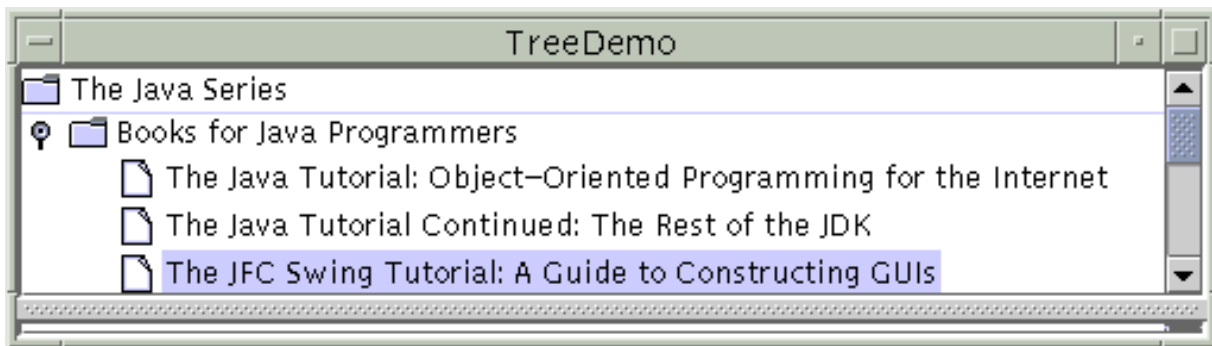 TreeDemo
The Java Series
Books for Java Programmers
The Java Tutorial: Object–Oriented Programming for the Internet
The Java Tutorial Continued: The Rest of the JDK
The JFC Swing Tutorial: A Guide to Constructing GUIs